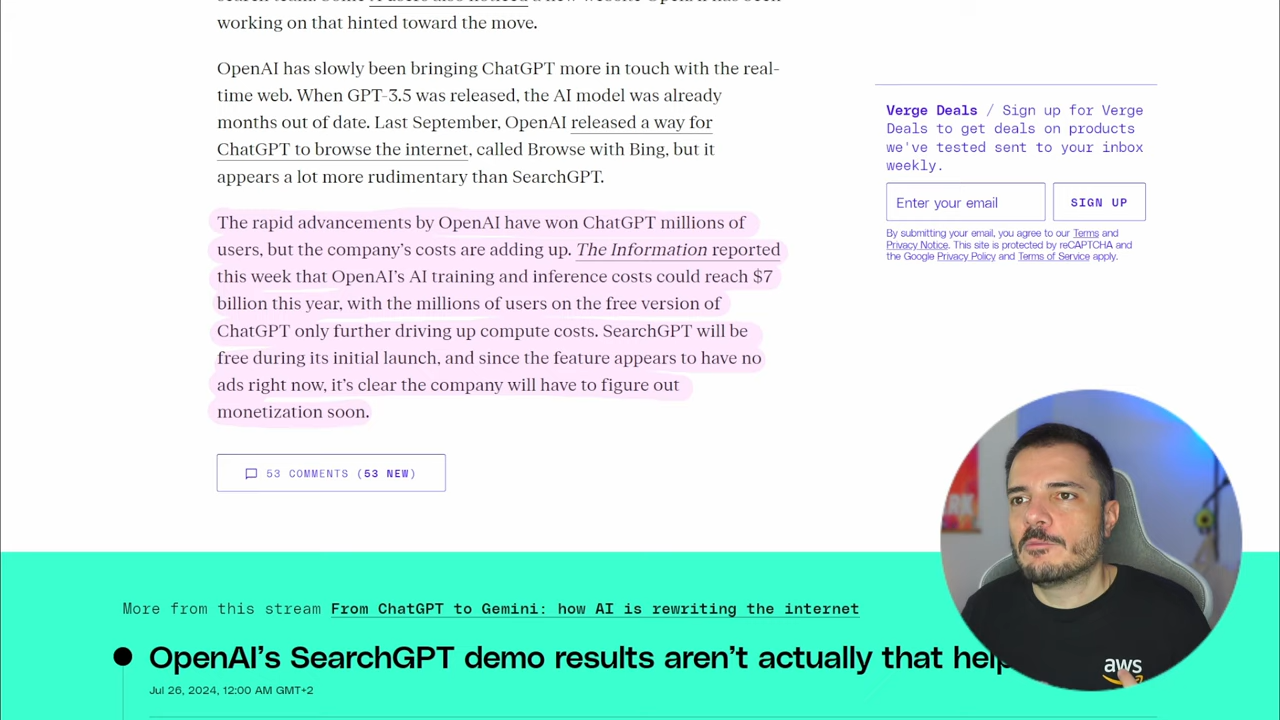 working on that hinted toward the move.
OpenAI has slowly been bringing ChatGPT more in touch with the real-
time web. When GPT-3.5 was released, the AI model was already
months out of date. Last September, OpenAI released a way for
ChatGPT to browse the internet, called Browse with Bing, but it
appears a lot more rudimentary than SearchGPT.
The rapid advancements by OpenAI have won ChatGPT millions of
users, but the company’s costs are adding up. The Information reported
this week that OpenAI’s AI training and inference costs could reach $7
billion this year, with the millions of users on the free version of
ChatGPT only further driving up compute costs. SearchGPT will be
free during its initial launch, and since the feature appears to have no
ads right now, it’s clear the company will have to figure out
monetization soon.
53 COMMENTS (53 NEW)
Verge Deals / Sign up for Verge
Deals to get deals on products
we've tested sent to your inbox
weekly.
Enter your email
SIGN UP
By submitting your email, you agree to our Terms and
Privacy Notice. This site is protected by reCAPTCHA and
the Google Privacy Policy and Terms of Service apply.
More from this stream From ChatGPT to Gemini: how AI is rewriting the internet
OpenAI’s SearchGPT demo results aren’t actually that
Jul 26, 2024, 12:00 AM GMT+2
aws